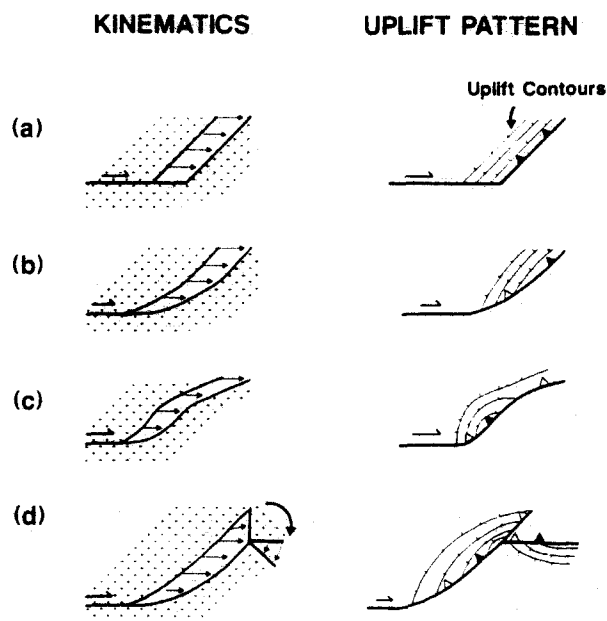 KINEMATICS
UPLIFT PATTERN
Uplift Contours
(a)
(b)
(c)
(d)